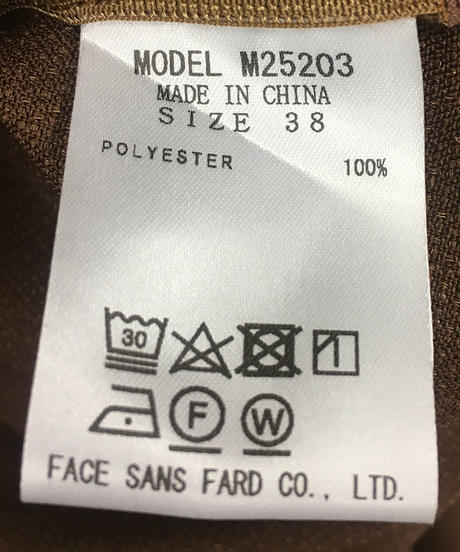 MODEL M25203
MADE IN CHINA
SIZE 38
POLYESTER 100%
30
F W
FACE SANS FARD CO., LTD.